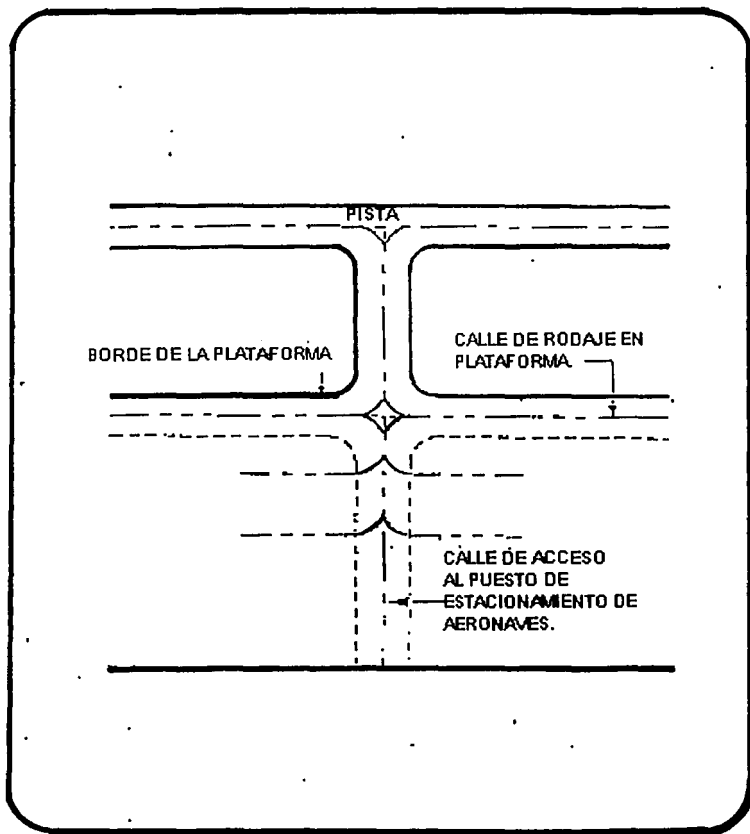 PISTA
BORDE DE LA PLATAFORMA
CALLE DE RODAJE EN
PLATAFORMA.
CALLE DE ACCESO
AL PUESTO DE
ESTACIONAMIENTO DE
AERONAVES.